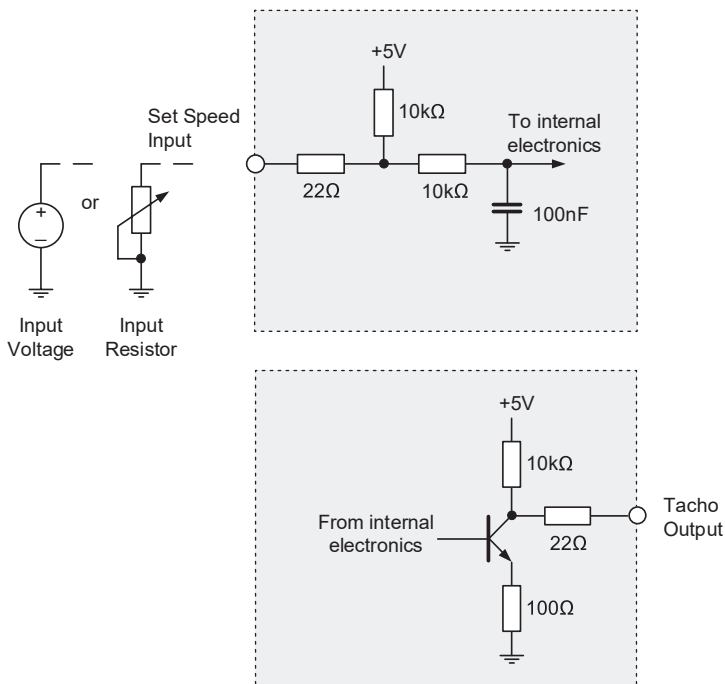 +5V
10kΩ
Set Speed
Input
To internal
electronics
22Ω
10kΩ
100nF
+
–
or
Input
Voltage
Input
Resistor
+5V
10kΩ
From internal
electronics
22Ω
Tacho
Output
100Ω